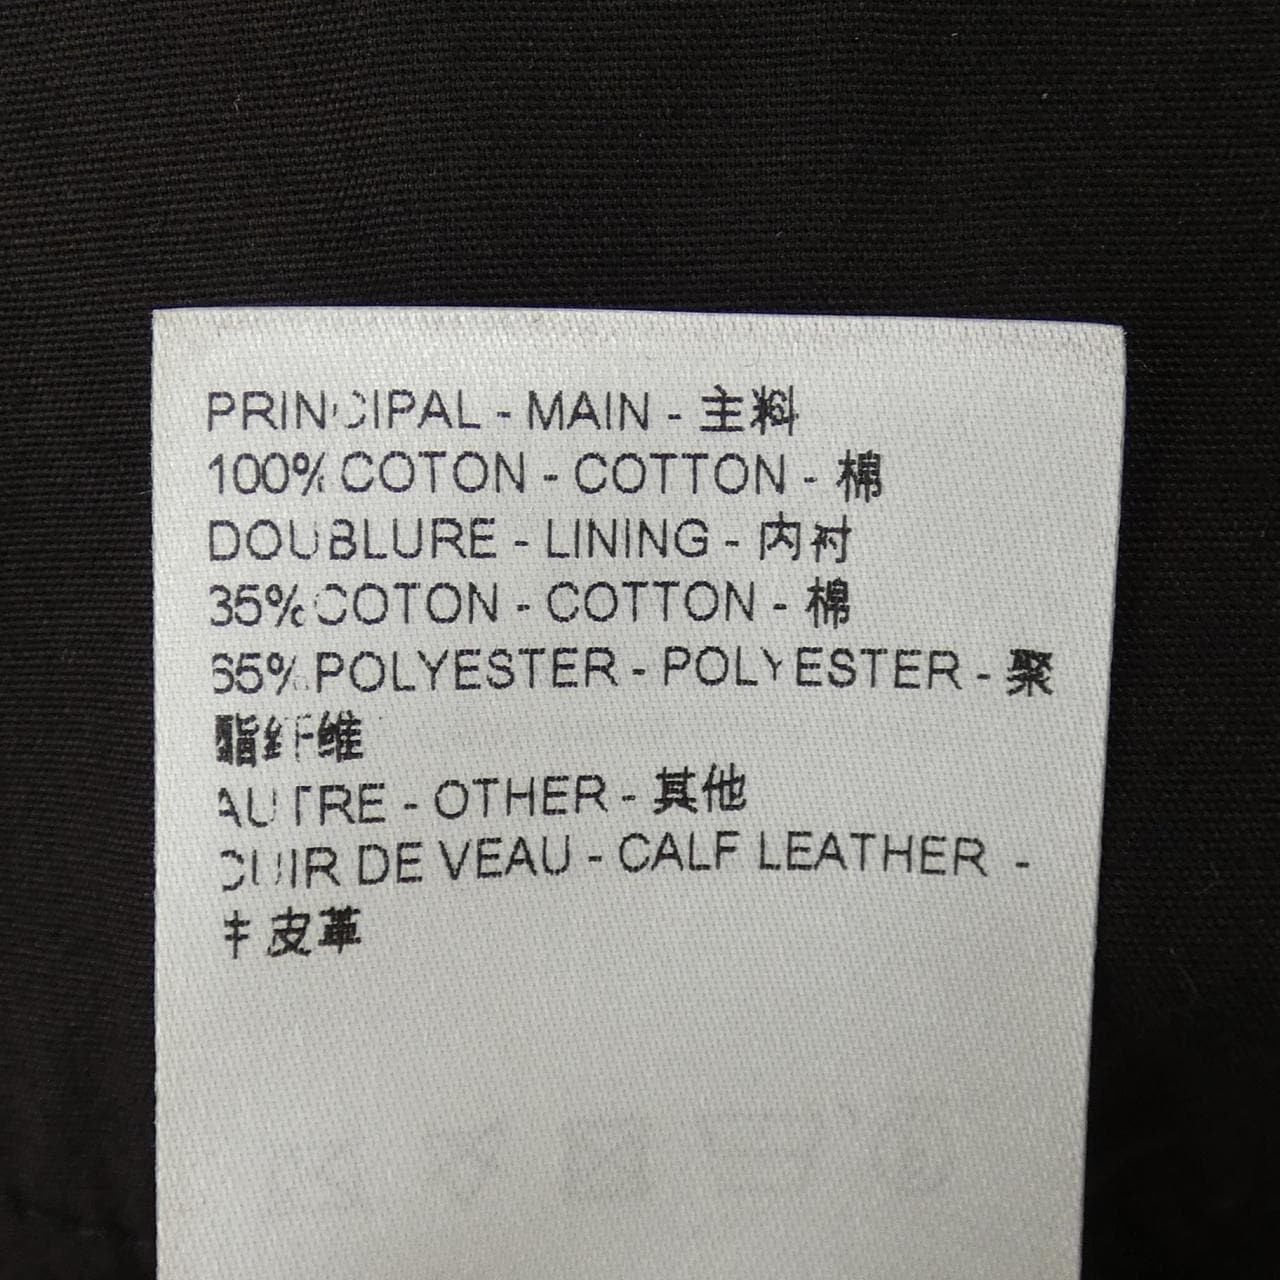 PRINCIPAL - MAIN - 主料
100% COTON - COTTON - 棉
DOUBLURE - LINING - 内衬
35% COTON - COTTON - 棉
65% POLYESTER - POLYESTER - 聚
酯纤维
AUTRE - OTHER - 其他
CUIR DE VEAU - CALF LEATHER -
牛皮革